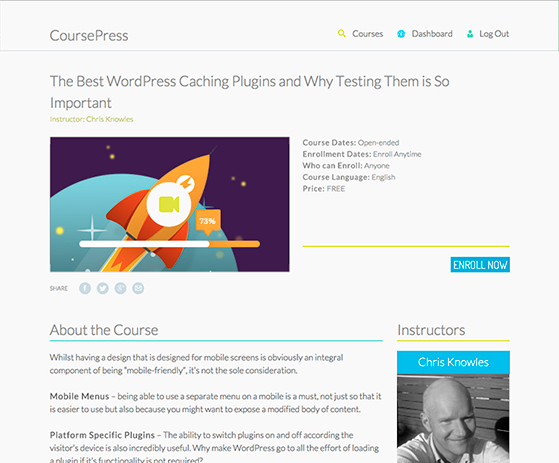 CoursePress
Courses
Dashboard
Log Out
The Best WordPress Caching Plugins and Why Testing Them is So
Important
Instructor: Chris Knowles
73%
Course Dates: Open-ended
Enrollment Dates: Enroll Anytime
Who can Enroll: Anyone
Course Language: English
Price: FREE
ENROLL NOW
SHARE
About the Course
Whilst having a design that is designed for mobile screens is obviously an integral
component of being "mobile-friendly", it's not the sole consideration.
Mobile Menus – being able to use a separate menu on a mobile is a must, not just so that it
is easier to use but also because you might want to expose a modified body of content.
Platform Specific Plugins – The ability to switch plugins on and off according the
visitor's device is also incredibly useful. Why make WordPress go to all the effort of loading
a plugin if it's functionality is not required?
Instructors
Chris Knowles